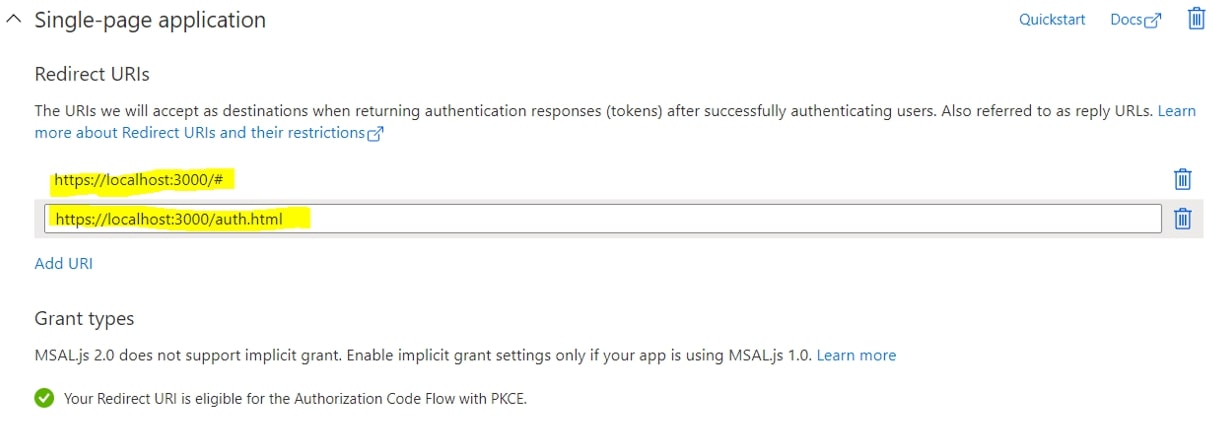 Single-page application
Quickstart
Docs
Redirect URIs
The URIs we will accept as destinations when returning authentication responses (tokens) after successfully authenticating users. Also referred to as reply URLs. Learn
more about Redirect URIs and their restrictions
https://localhost:3000/#
https://localhost:3000/auth.html
Add URI
Grant types
MSAL.js 2.0 does not support implicit grant. Enable implicit grant settings only if your app is using MSAL.js 1.0. Learn more
Your Redirect URI is eligible for the Authorization Code Flow with PKCE.